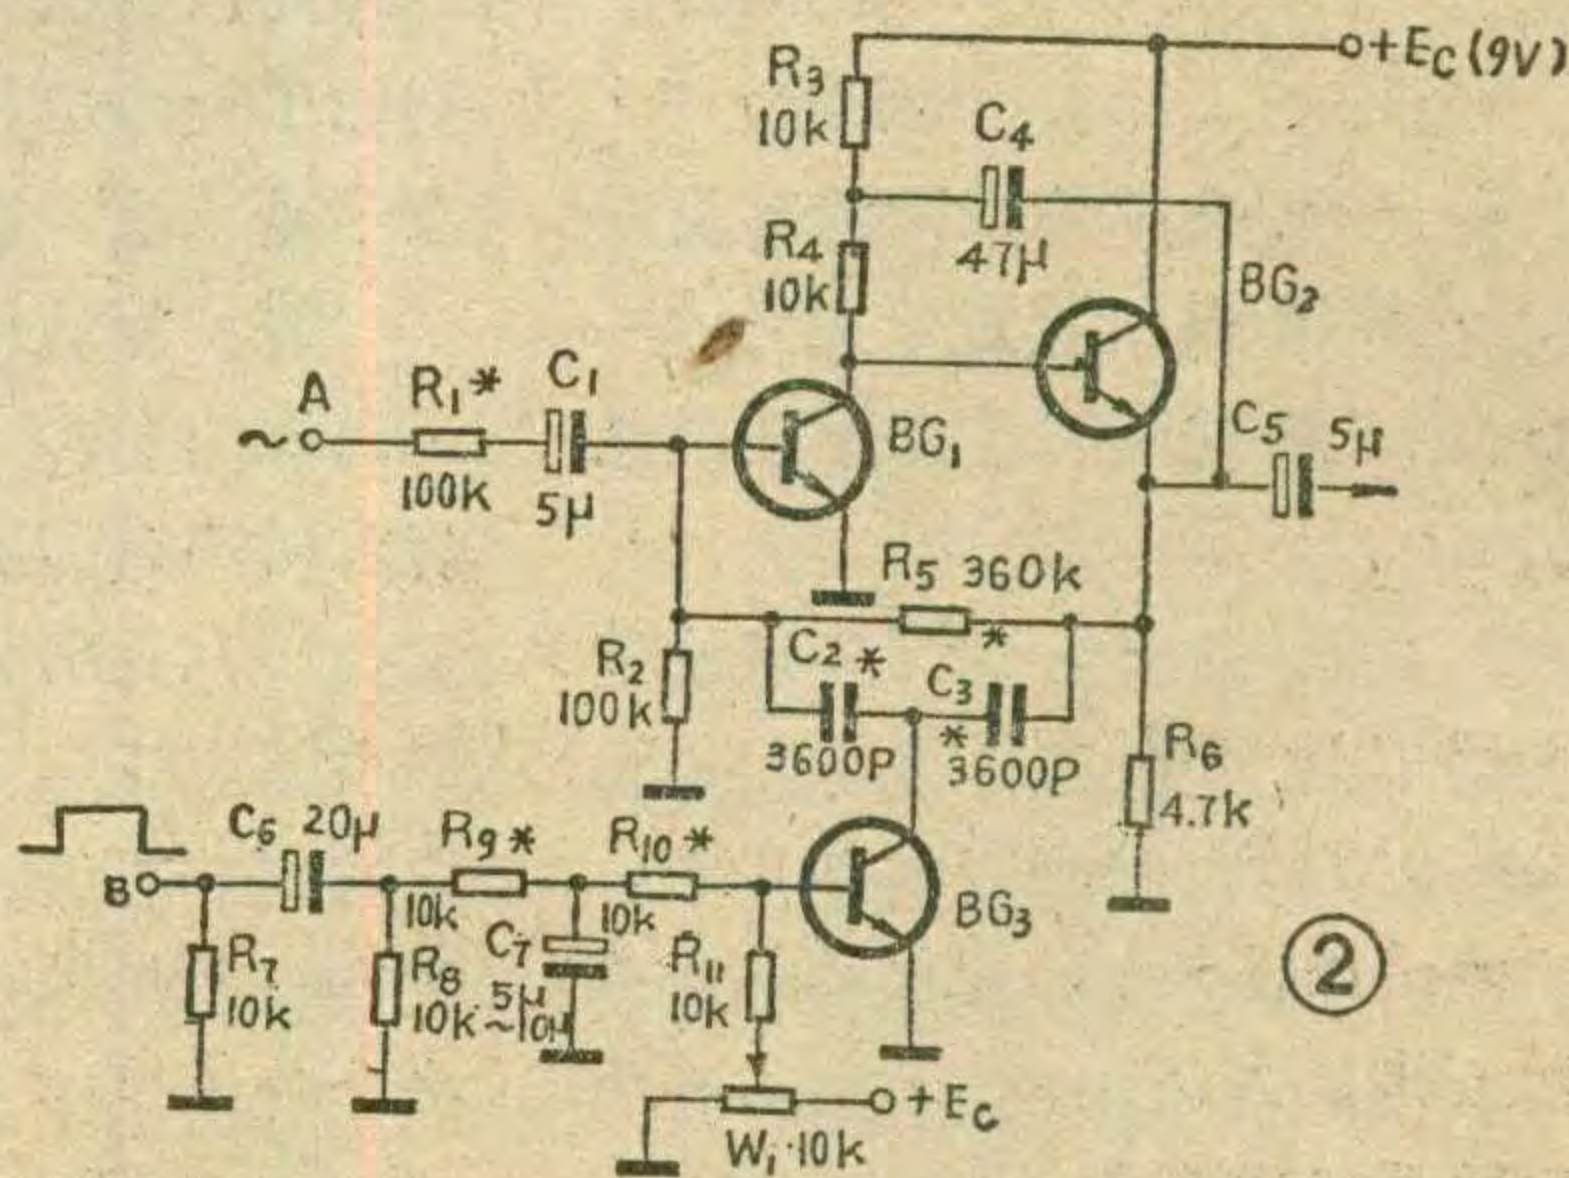 +Ec (9V)
R3
10k
C4
47μ
R4
10k
BG2
A
~
R1*
100k
C1
5μ
BG1
C5
5μ
R5 360k
*
R2
100k
C2*
3600P
C3
*
3600P
R6
4.7k
B
C6 20μ
R9*
10k
R10*
10k
BG3
R7
10k
R8
10k
C7
5μ
~10μ
R11
10k
②
+Ec
W1·10k